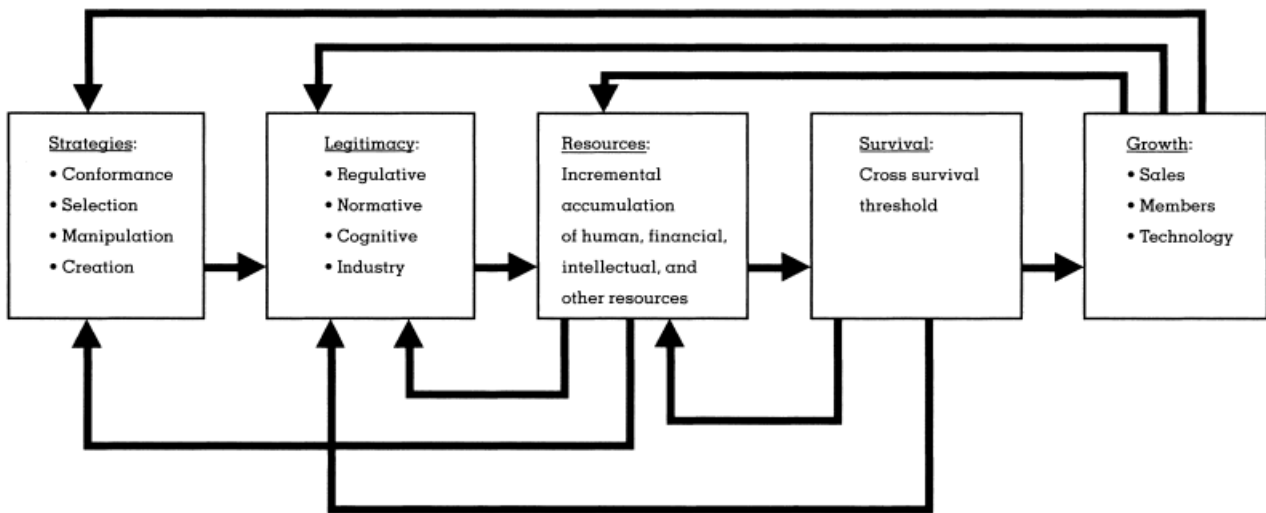 Strategies:
• Conformance
• Selection
• Manipulation
• Creation
Legitimacy:
• Regulative
• Normative
• Cognitive
• Industry
Resources:
Incremental
accumulation
of human, financial,
intellectual, and
other resources
Survival:
Cross survival
threshold
Growth:
• Sales
• Members
• Technology